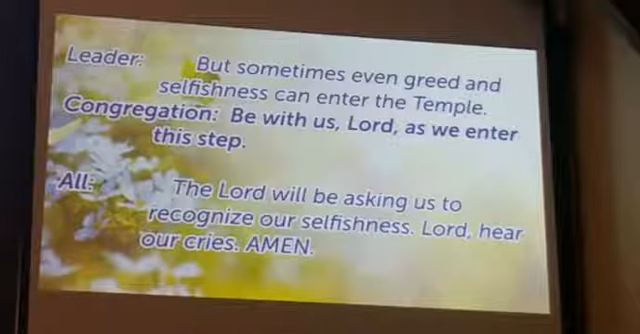 Leader: But sometimes even greed and
selfishness can enter the Temple.
Congregation: Be with us, Lord, as we enter
this step.
All: The Lord will be asking us to
recognize our selfishness. Lord, hear
our cries. AMEN.